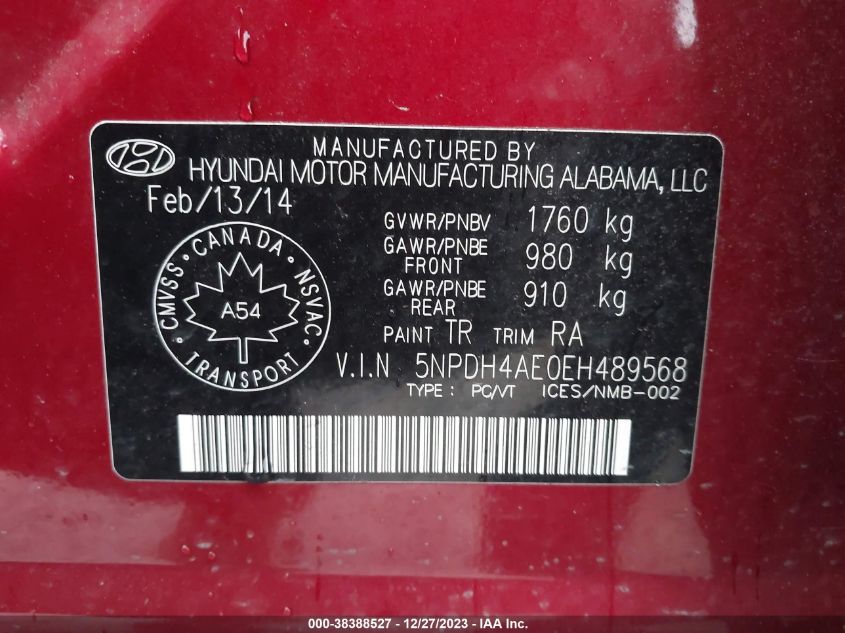 MANUFACTURED BY
HYUNDAI MOTOR MANUFACTURING ALABAMA, LLC
Feb/13/14
GVWR/PNBV 1760 kg
GAWR/PNBE FRONT 980 kg
GAWR/PNBE REAR 910 kg
PAINT TR TRIM RA
CANADA
CMVSS NSVAC
A54
TRANSPORT
V.I.N 5NPDH4AE0EH489568
TYPE: PC/VT ICES/NMB-002
000-38388527 - 12/27/2023 - IAA Inc.